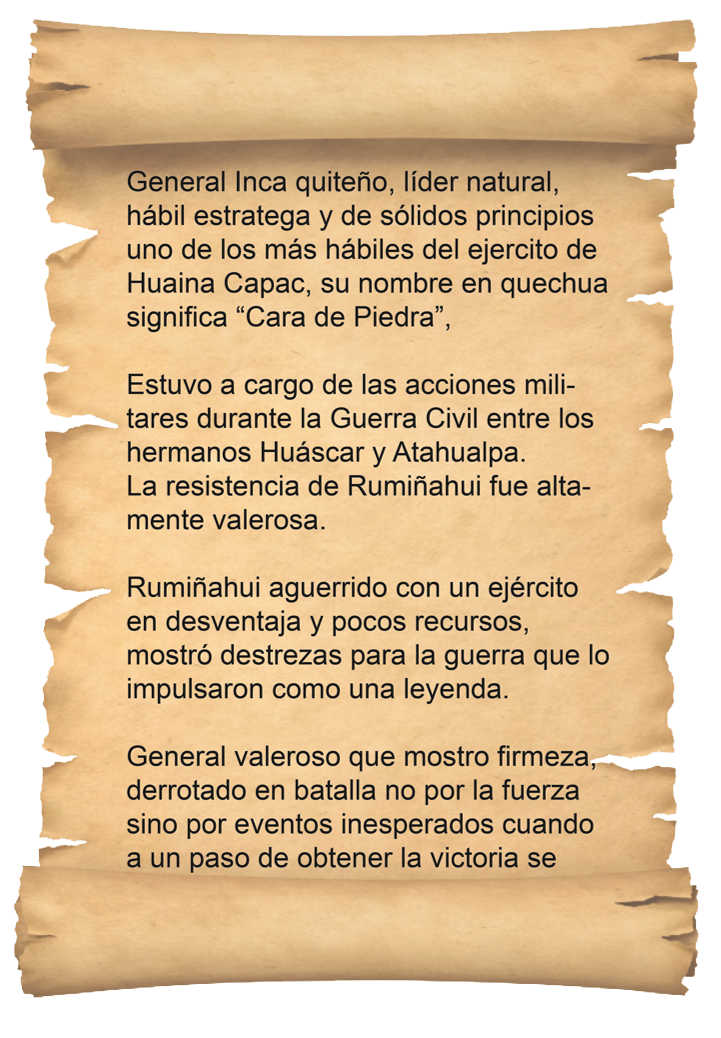 General Inca quiteño, líder natural,
hábil estratega y de sólidos principios
uno de los más hábiles del ejercito de
Huaina Capac, su nombre en quechua
significa “Cara de Piedra”,
Estuvo a cargo de las acciones mili-
tares durante la Guerra Civil entre los
hermanos Huáscar y Atahualpa.
La resistencia de Rumiñahui fue alta-
mente valerosa.
Rumiñahui aguerrido con un ejército
en desventaja y pocos recursos,
mostró destrezas para la guerra que lo
impulsaron como una leyenda.
General valeroso que mostro firmeza,
derrotado en batalla no por la fuerza
sino por eventos inesperados cuando
a un paso de obtener la victoria se